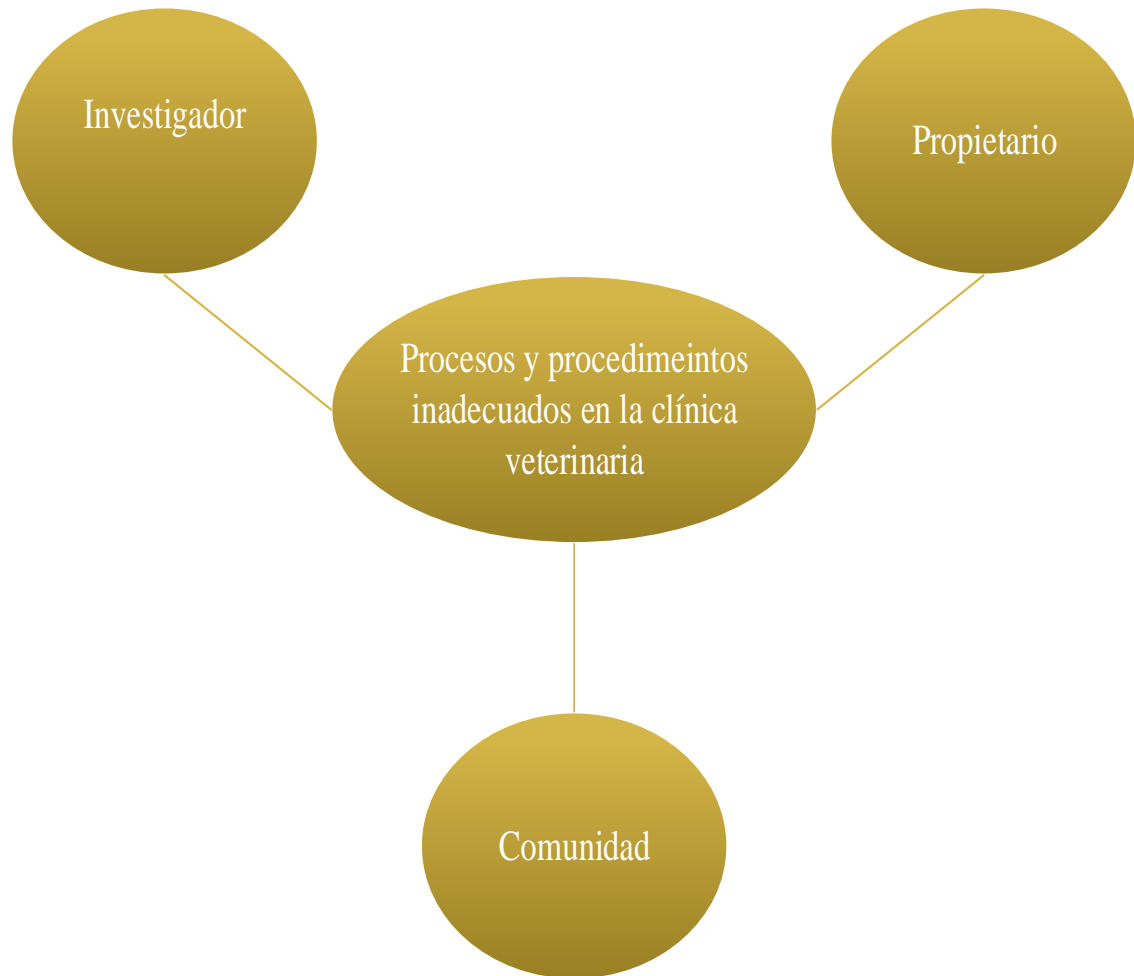 Investigador
Propietario
Procesos y procedimeintos
inadecuados en la clínica
veterinaria
Comunidad